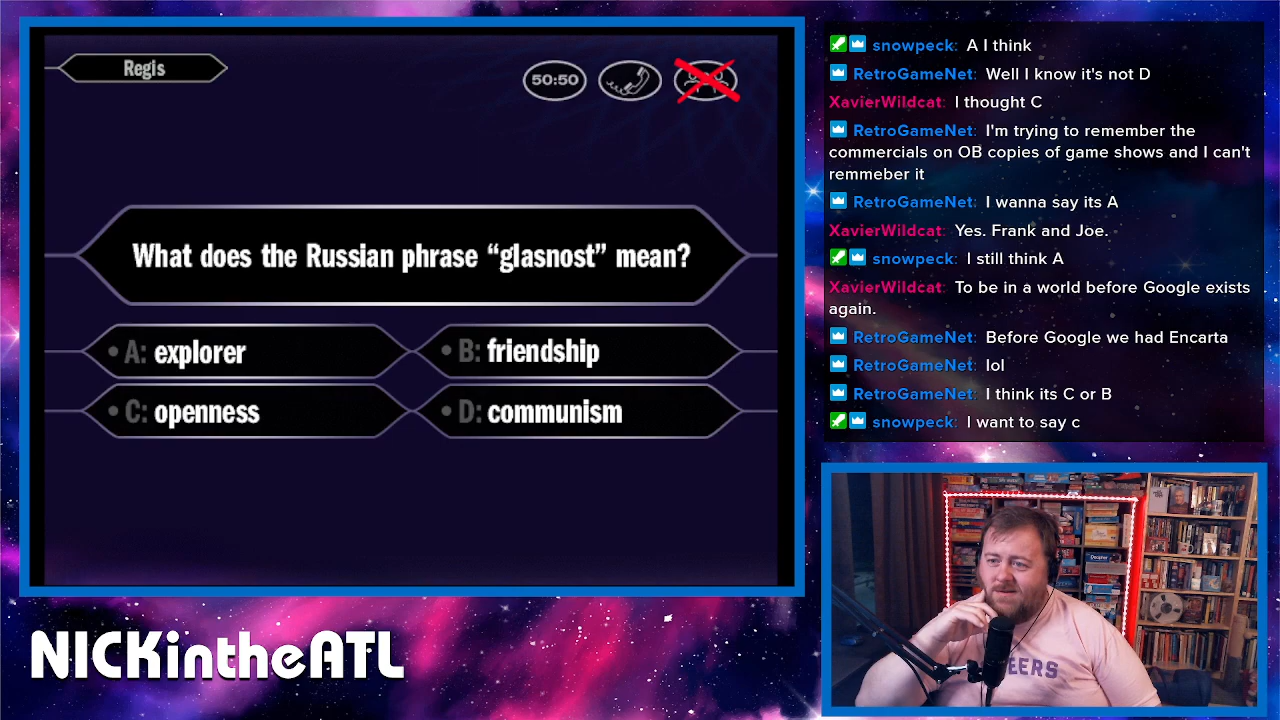 Regis
50:50
What does the Russian phrase “glasnost” mean?
• A: explorer
• B: friendship
• C: openness
• D: communism
NICKintheATL
snowpeck: A I think
RetroGameNet: Well I know it's not D
XavierWildcat: I thought C
RetroGameNet: I'm trying to remember the
commercials on OB copies of game shows and I can't
remmeber it
RetroGameNet: I wanna say its A
XavierWildcat: Yes. Frank and Joe.
snowpeck: I still think A
XavierWildcat: To be in a world before Google exists
again.
RetroGameNet: Before Google we had Encarta
RetroGameNet: lol
RetroGameNet: I think its C or B
snowpeck: I want to say c
EERS